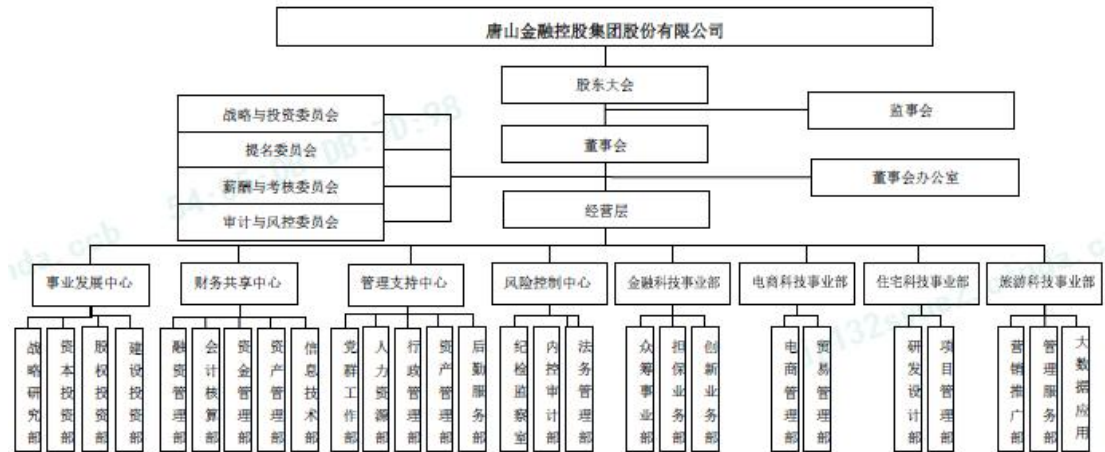 唐山金融控股集团股份有限公司
股东大会
监事会
战略与投资委员会
提名委员会
薪酬与考核委员会
审计与风控委员会
董事会
董事会办公室
经营层
事业发展中心
财务共享中心
管理支持中心
风险控制中心
金融科技事业部
电商科技事业部
住宅科技事业部
旅游科技事业部
战略研究部
资本投资部
股权投资部
建设投资部
融资管理部
会计核算部
资金管理部
资产管理部
信息技术部
党群工作部
人力资源部
行政管理部
资产管理部
后勤服务部
纪检监察室
内控审计部
法务管理部
众筹事业部
担保业务部
创新业务部
电商管理部
贸易管理部
研发设计部
项目管理部
营销推广部
管理服务部
大数据应用